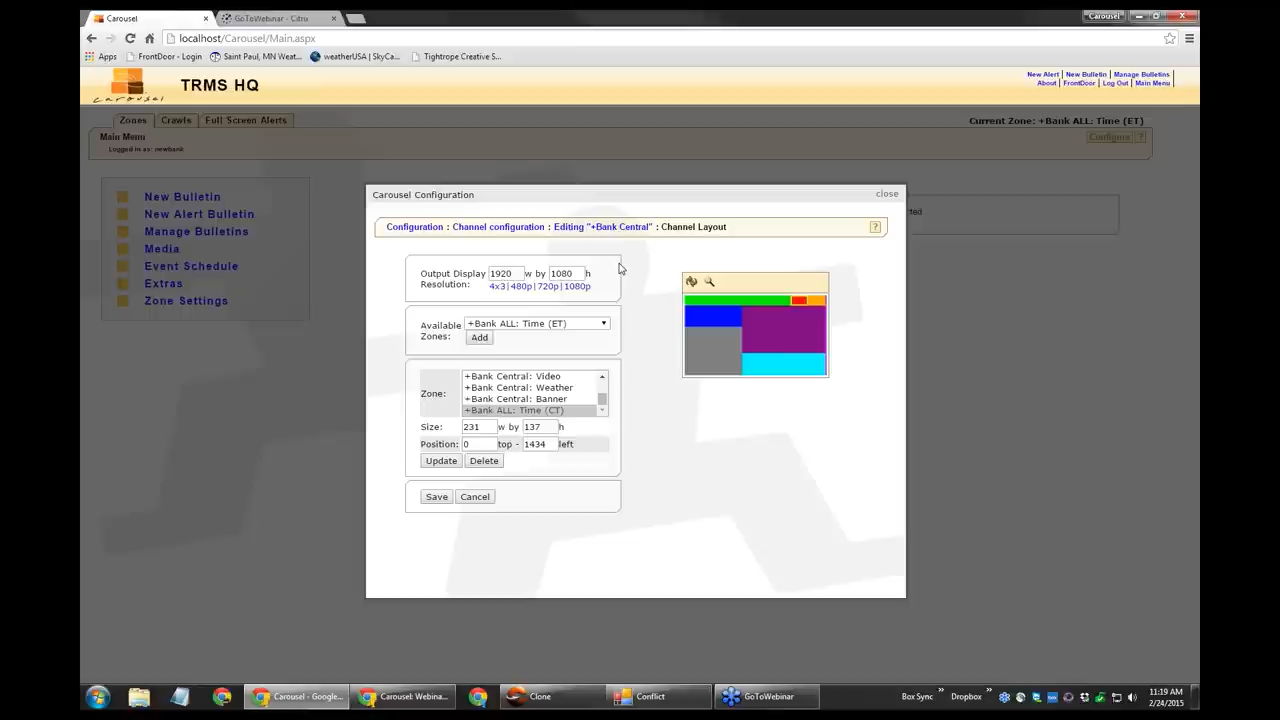 Carousel
GoToWebinar - Citrix
Carousel
localhost/Carousel/Main.aspx
Apps
FrontDoor - Login
Saint Paul, MN Weat...
weatherUSA | SkyCa...
Tightrope Creative S...
carousel
TRMS HQ
New Alert | New Bulletin | Manage Bulletins |
About | FrontDoor | Log Out | Main Menu |
Zones
Crawls
Full Screen Alerts
Current Zone: +Bank ALL: Time (ET)
Main Menu
Configure
?
Logged in as: newbank
New Bulletin
New Alert Bulletin
Manage Bulletins
Media
Event Schedule
Extras
Zone Settings
Carousel Configuration
close
Configuration : Channel configuration : Editing "+Bank Central" : Channel Layout
?
Output Display 1920 w by 1080 h
Resolution: 4x3|480p|720p|1080p
Available +Bank ALL: Time (ET)
Zones: Add
Zone:
+Bank Central: Video
+Bank Central: Weather
+Bank Central: Banner
+Bank ALL: Time (CT)
Size: 231 w by 137 h
Position: 0 top - 1434 left
Update Delete
Save Cancel
Carousel - Google...
Carousel: Webina...
Clone
Conflict
GoToWebinar
Box Sync
Dropbox
11:19 AM
2/24/2015